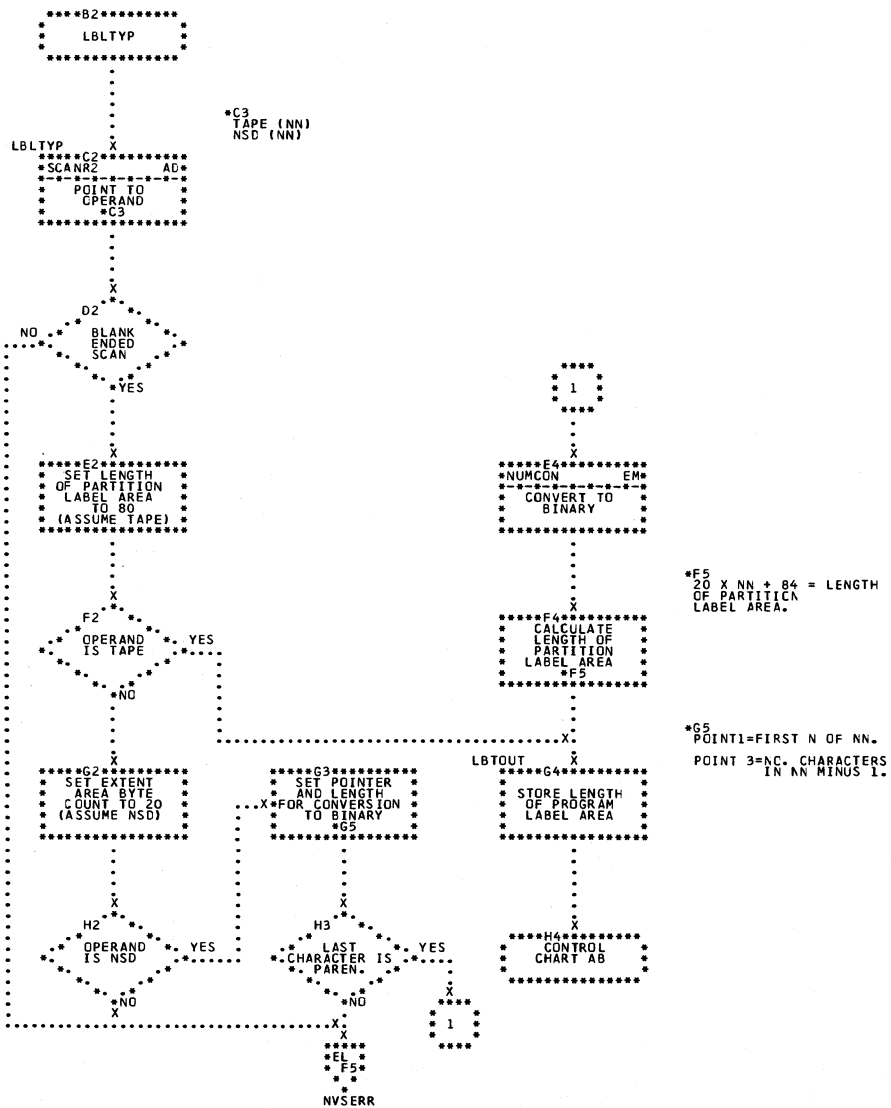 B2
LBLTYP
*C3
TAPE (NN)
NSD (NN)
LBLTYP
X
C2
*SCANR2 AD*
POINT TO
OPERAND
*C3
X
D2
NO
BLANK
ENDED
SCAN
*YES
1
X
E2
SET LENGTH
OF PARTITION
LABEL AREA
TO 80
(ASSUME TAPE)
X
E4
*NUMCON EM*
CONVERT TO
BINARY
*F5
20 X NN + 84 = LENGTH
OF PARTITION
LABEL AREA.
X
F2
OPERAND
IS TAPE
YES
*NO
X
F4
CALCULATE
LENGTH OF
PARTITION
LABEL AREA
*F5
X
*G5
POINT1=FIRST N OF NN.
POINT 3=NC. CHARACTERS
IN NN MINUS 1.
X
G2
SET EXTENT
AREA BYTE
COUNT TO 20
(ASSUME NSD)
X
G3
SET POINTER
AND LENGTH
FOR CONVERSION
TO BINARY
*G5
LBTOUT
X
G4
STORE LENGTH
OF PROGRAM
LABEL AREA
X
H2
OPERAND
IS NSD
YES
*NO
X
X
H3
LAST
CHARACTER IS
PAREN.
YES
*NO
X
H4
CONTROL
CHART AB
X
1
X
X
*EL *
F5*
NVSERR